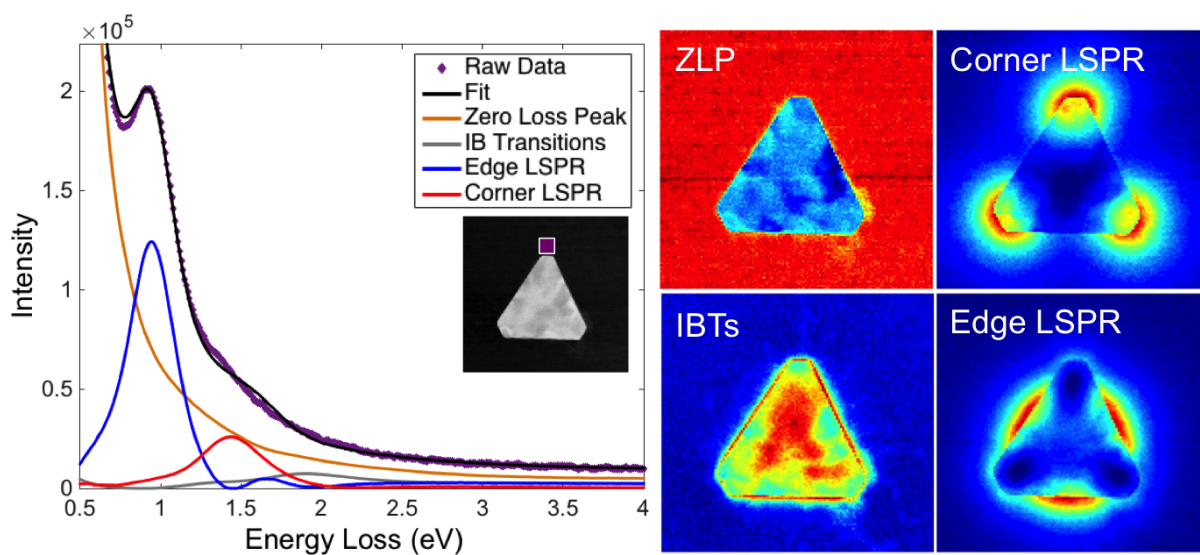 ×10⁵
2
1.5
1
0.5
0
Intensity
0.5 1 1.5 2 2.5 3 3.5 4
Energy Loss (eV)
Raw Data
Fit
Zero Loss Peak
IB Transitions
Edge LSPR
Corner LSPR
ZLP
Corner LSPR
IBTs
Edge LSPR